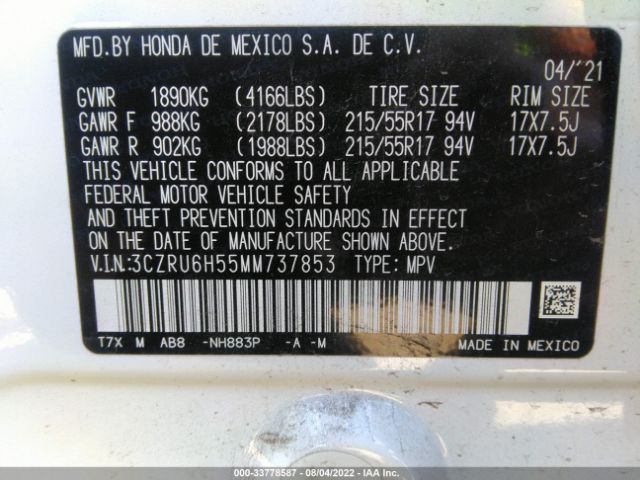 MFD.BY HONDA DE MEXICO S.A. DE C.V.
04/'21
GVWR 1890KG (4166LBS) TIRE SIZE RIM SIZE
GAWR F 988KG (2178LBS) 215/55R17 94V 17X7.5J
GAWR R 902KG (1988LBS) 215/55R17 94V 17X7.5J
THIS VEHICLE CONFORMS TO ALL APPLICABLE
FEDERAL MOTOR VEHICLE SAFETY
AND THEFT PREVENTION STANDARDS IN EFFECT
ON THE DATE OF MANUFACTURE SHOWN ABOVE.
V.I.N.:3CZRU6H55MM737853 TYPE: MPV
T7X M AB8 -NH883P -A -M
MADE IN MEXICO
000-33778587 - 08/04/2022 - IAA Inc.